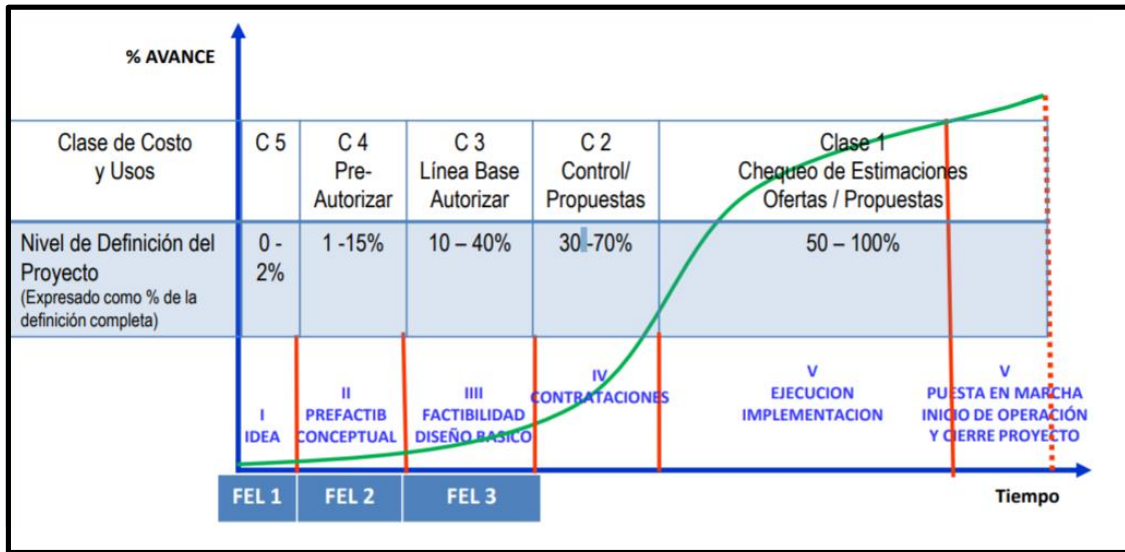 % AVANCE
Clase de Costo
y Usos
C 5
C 4
Pre-
Autorizar
C 3
Línea Base
Autorizar
C 2
Control/
Propuestas
Clase 1
Chequeo de Estimaciones
Ofertas / Propuestas
Nivel de Definición del
Proyecto
(Expresado como % de la
definición completa)
0 -
2%
1 -15%
10 – 40%
30 -70%
50 – 100%
I
IDEA
II
PREFACTIB
CONCEPTUAL
IIII
FACTIBILIDAD
DISEÑO BASICO
IV
CONTRATACIONES
V
EJECUCION
IMPLEMENTACION
V
PUESTA EN MARCHA
INICIO DE OPERACIÓN
Y CIERRE PROYECTO
FEL 1
FEL 2
FEL 3
Tiempo